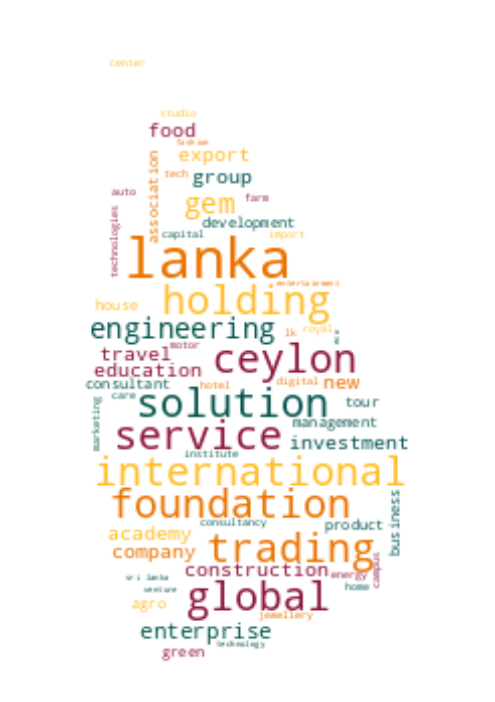 center
studio
food
fashion
export
association
tech
group
auto
farm
gem
technologies
development
capital
import
lanka
entertainment
holding
house
engineering
lk
royal
motor
travel
ceylon
education
consultant
hotel
digital
new
care
solution
tour
marketing
management
service
investment
institute
international
foundation
business
consultancy
product
academy
trading
company
construction
energy
campus
sri lanka
home
venture
global
agro
jewellery
enterprise
technology
green